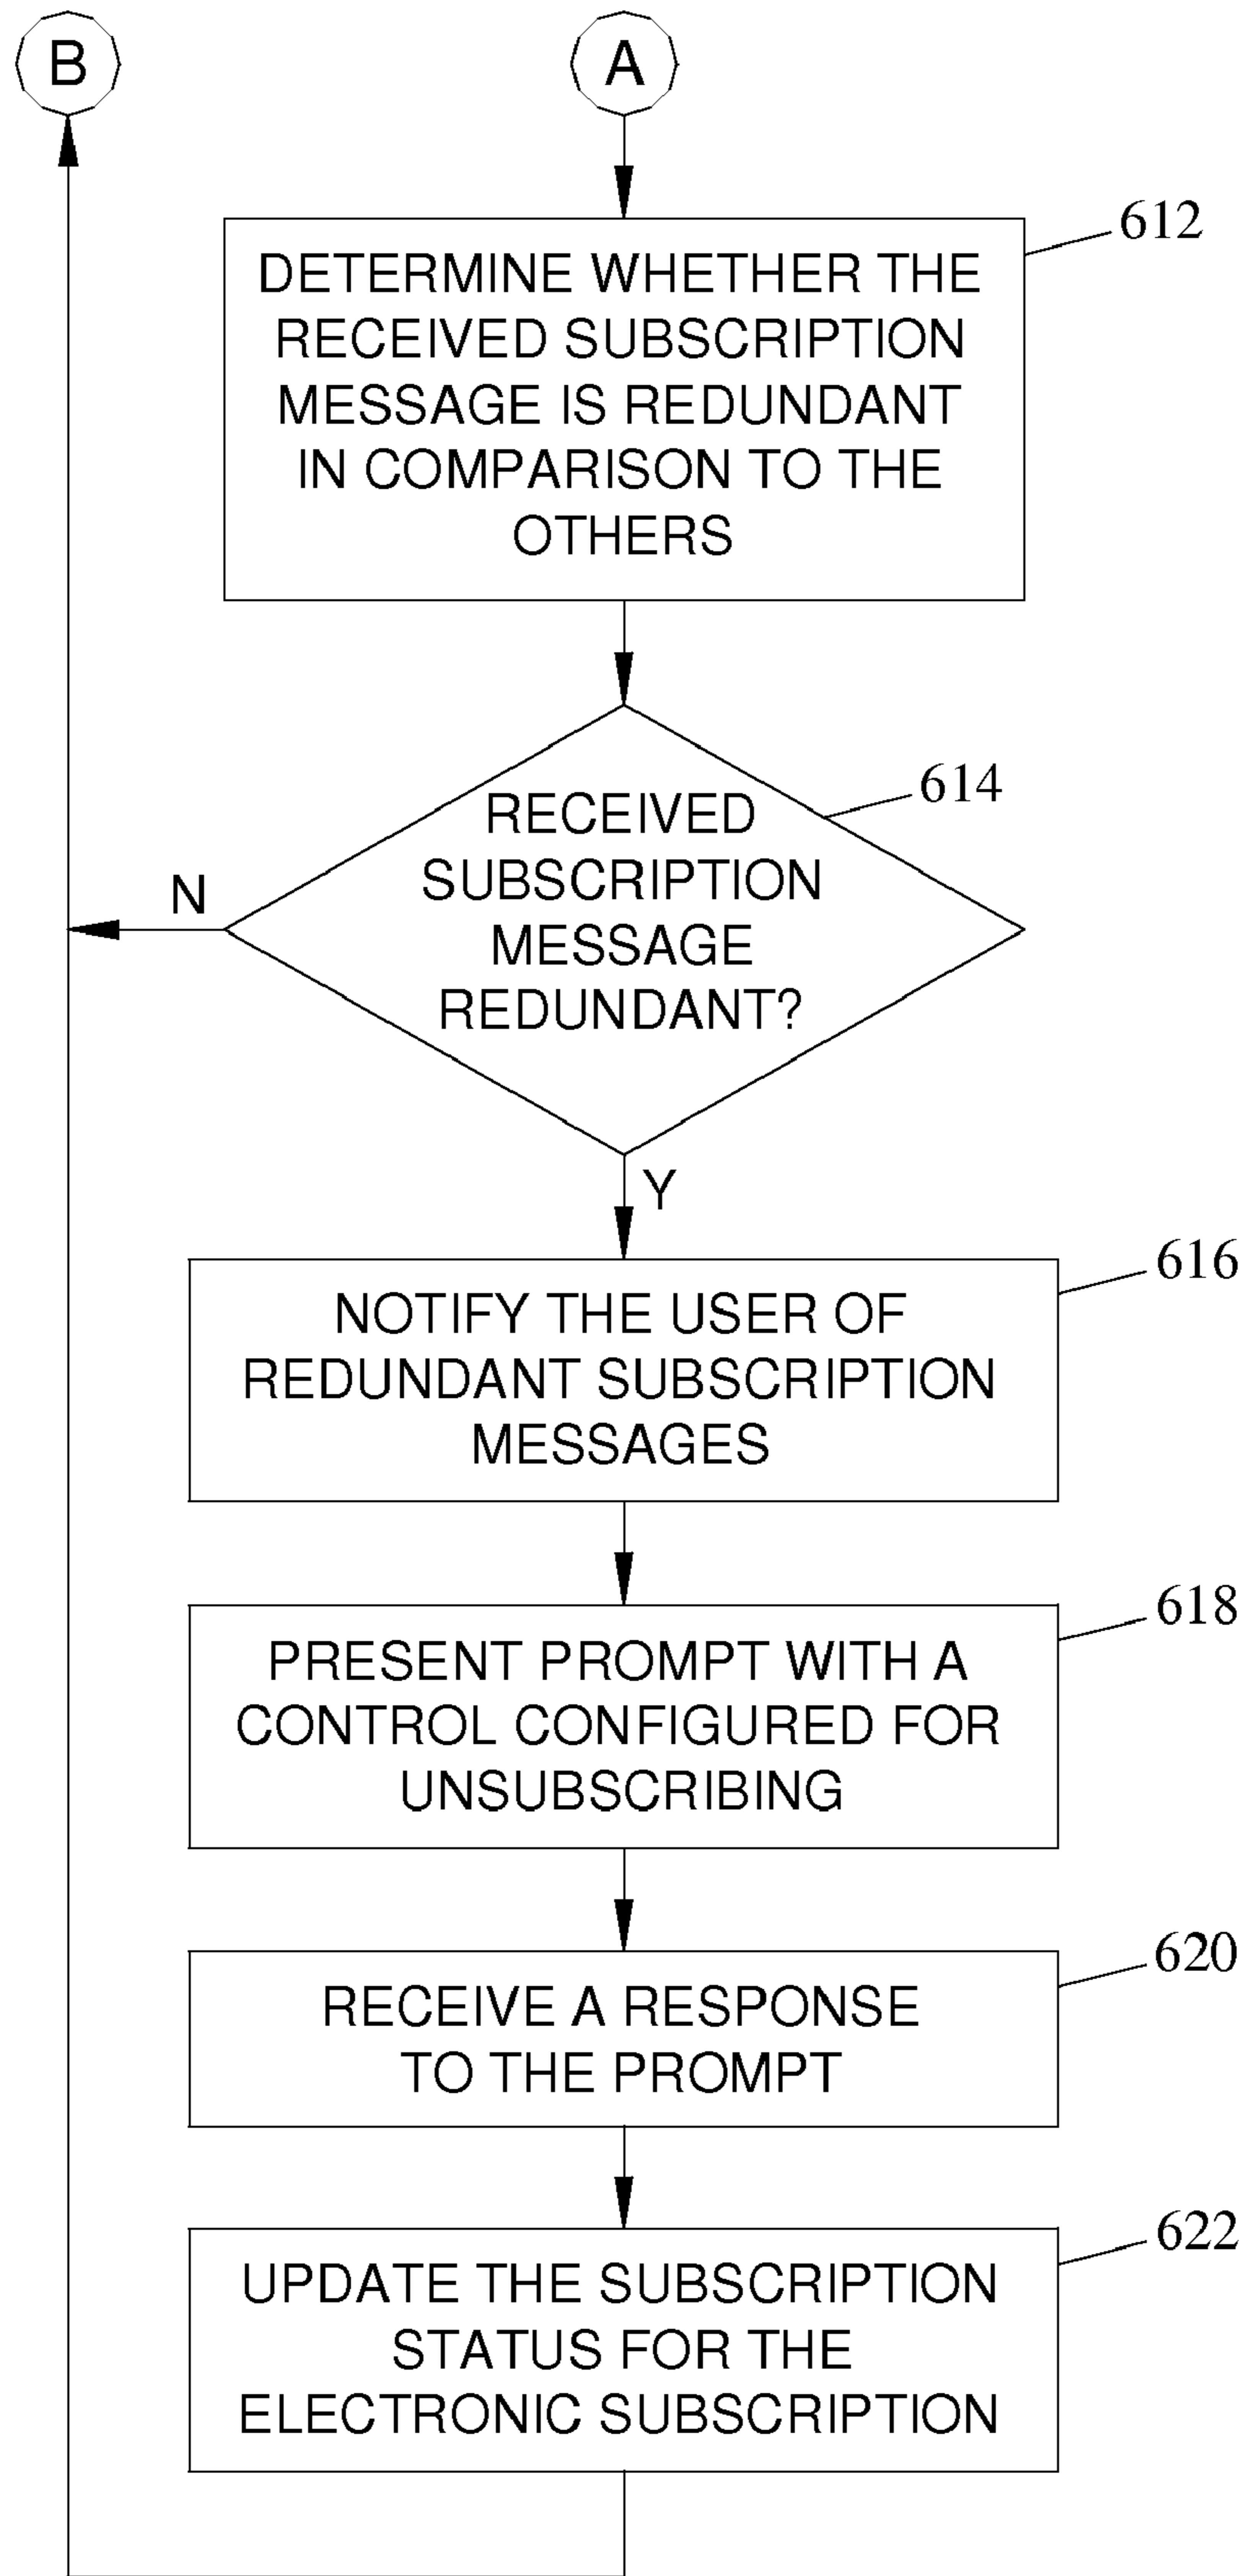 B
A
612
DETERMINE WHETHER THE
RECEIVED SUBSCRIPTION
MESSAGE IS REDUNDANT
IN COMPARISON TO THE
OTHERS
614
RECEIVED
SUBSCRIPTION
MESSAGE
REDUNDANT?
N
Y
616
NOTIFY THE USER OF
REDUNDANT SUBSCRIPTION
MESSAGES
618
PRESENT PROMPT WITH A
CONTROL CONFIGURED FOR
UNSUBSCRIBING
620
RECEIVE A RESPONSE
TO THE PROMPT
622
UPDATE THE SUBSCRIPTION
STATUS FOR THE
ELECTRONIC SUBSCRIPTION